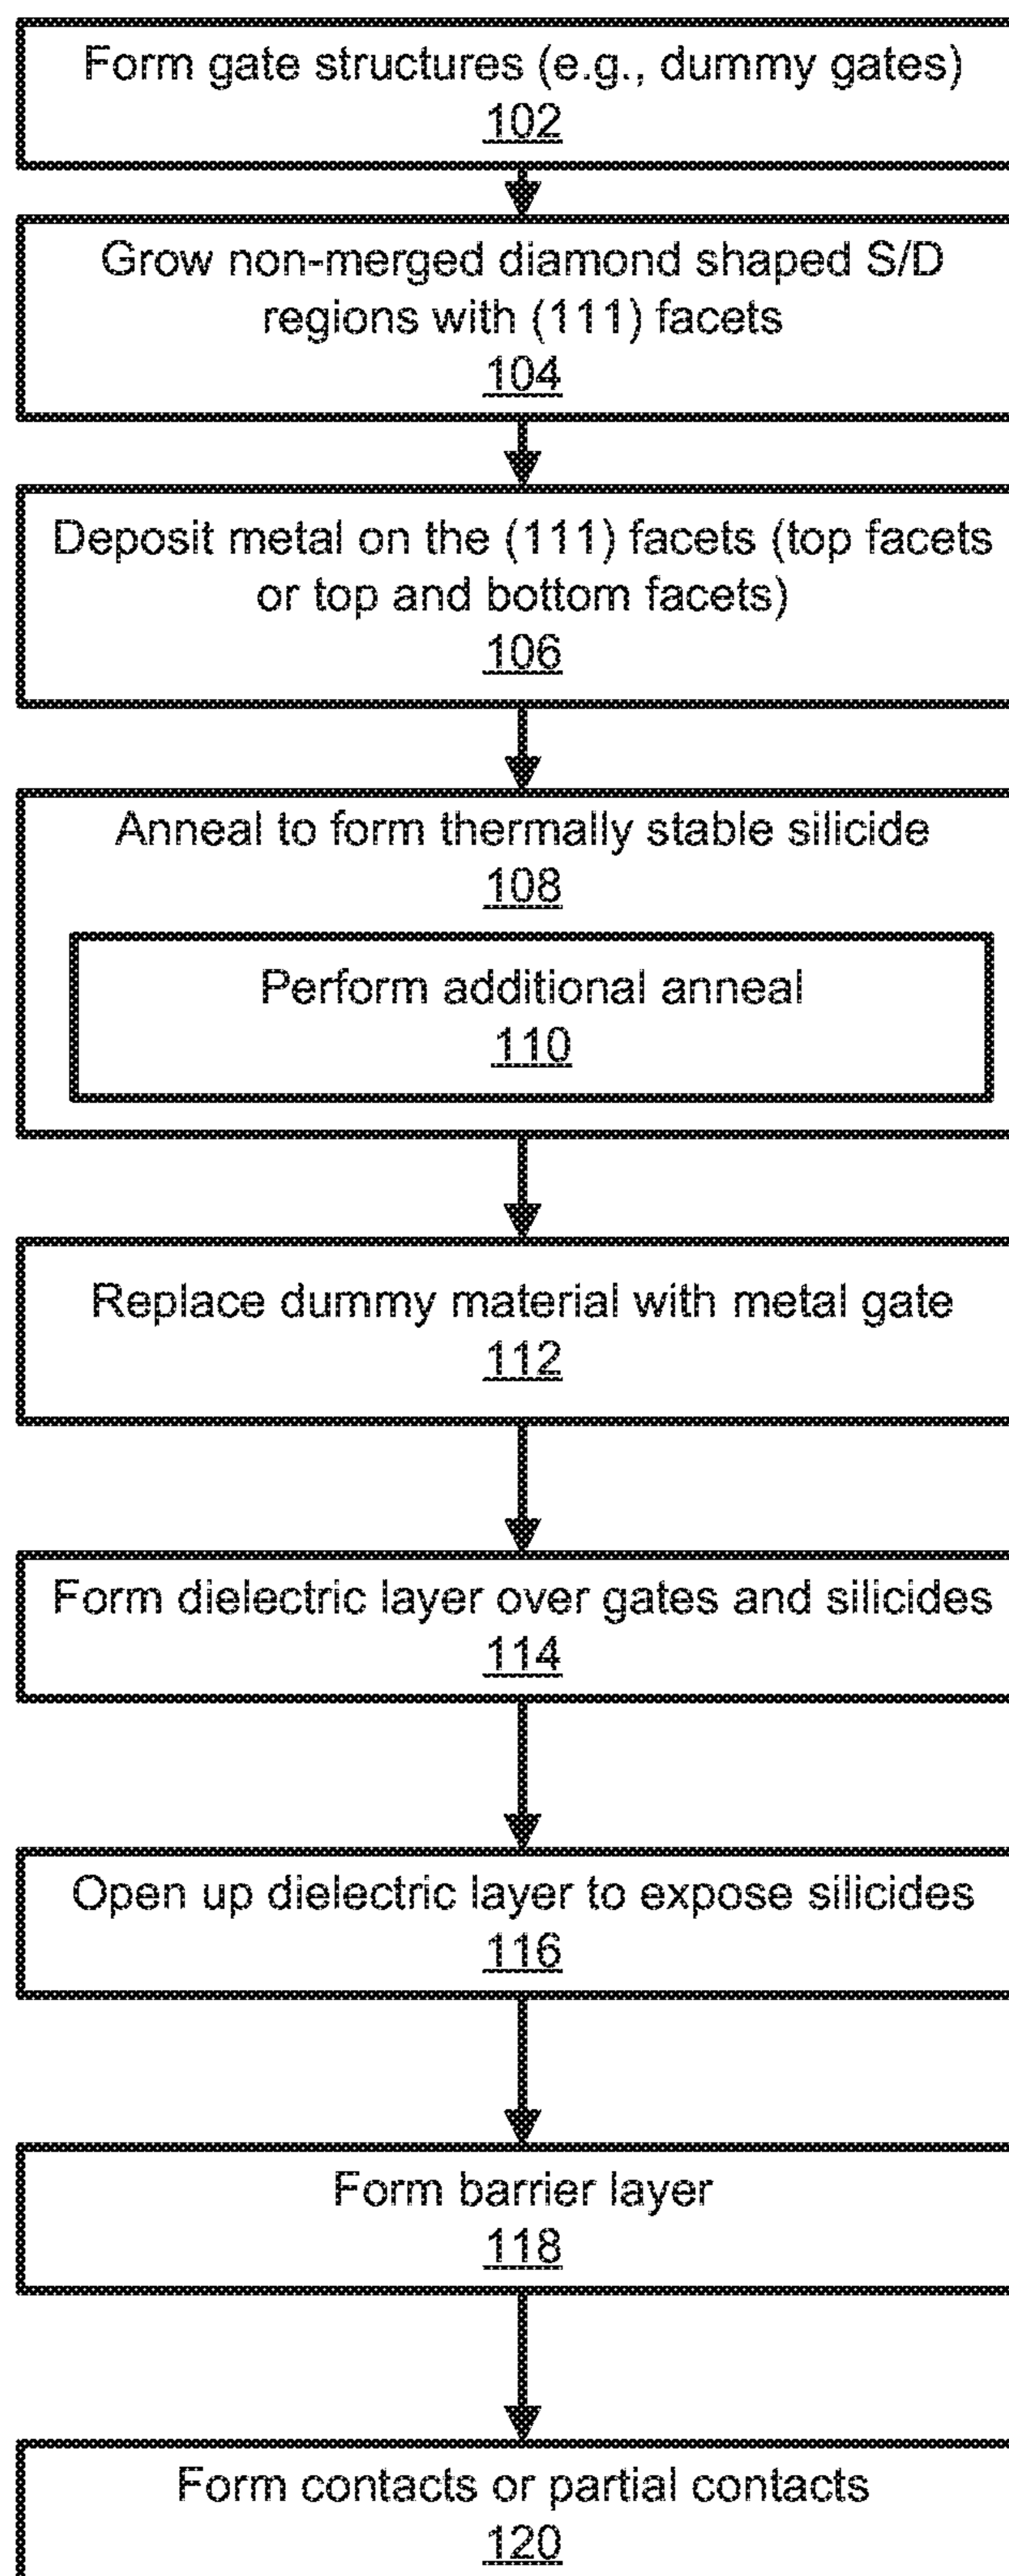 Form gate structures (e.g., dummy gates)
102
Grow non-merged diamond shaped S/D
regions with (111) facets
104
Deposit metal on the (111) facets (top facets
or top and bottom facets)
106
Anneal to form thermally stable silicide
108
Perform additional anneal
110
Replace dummy material with metal gate
112
Form dielectric layer over gates and silicides
114
Open up dielectric layer to expose silicides
116
Form barrier layer
118
Form contacts or partial contacts
120